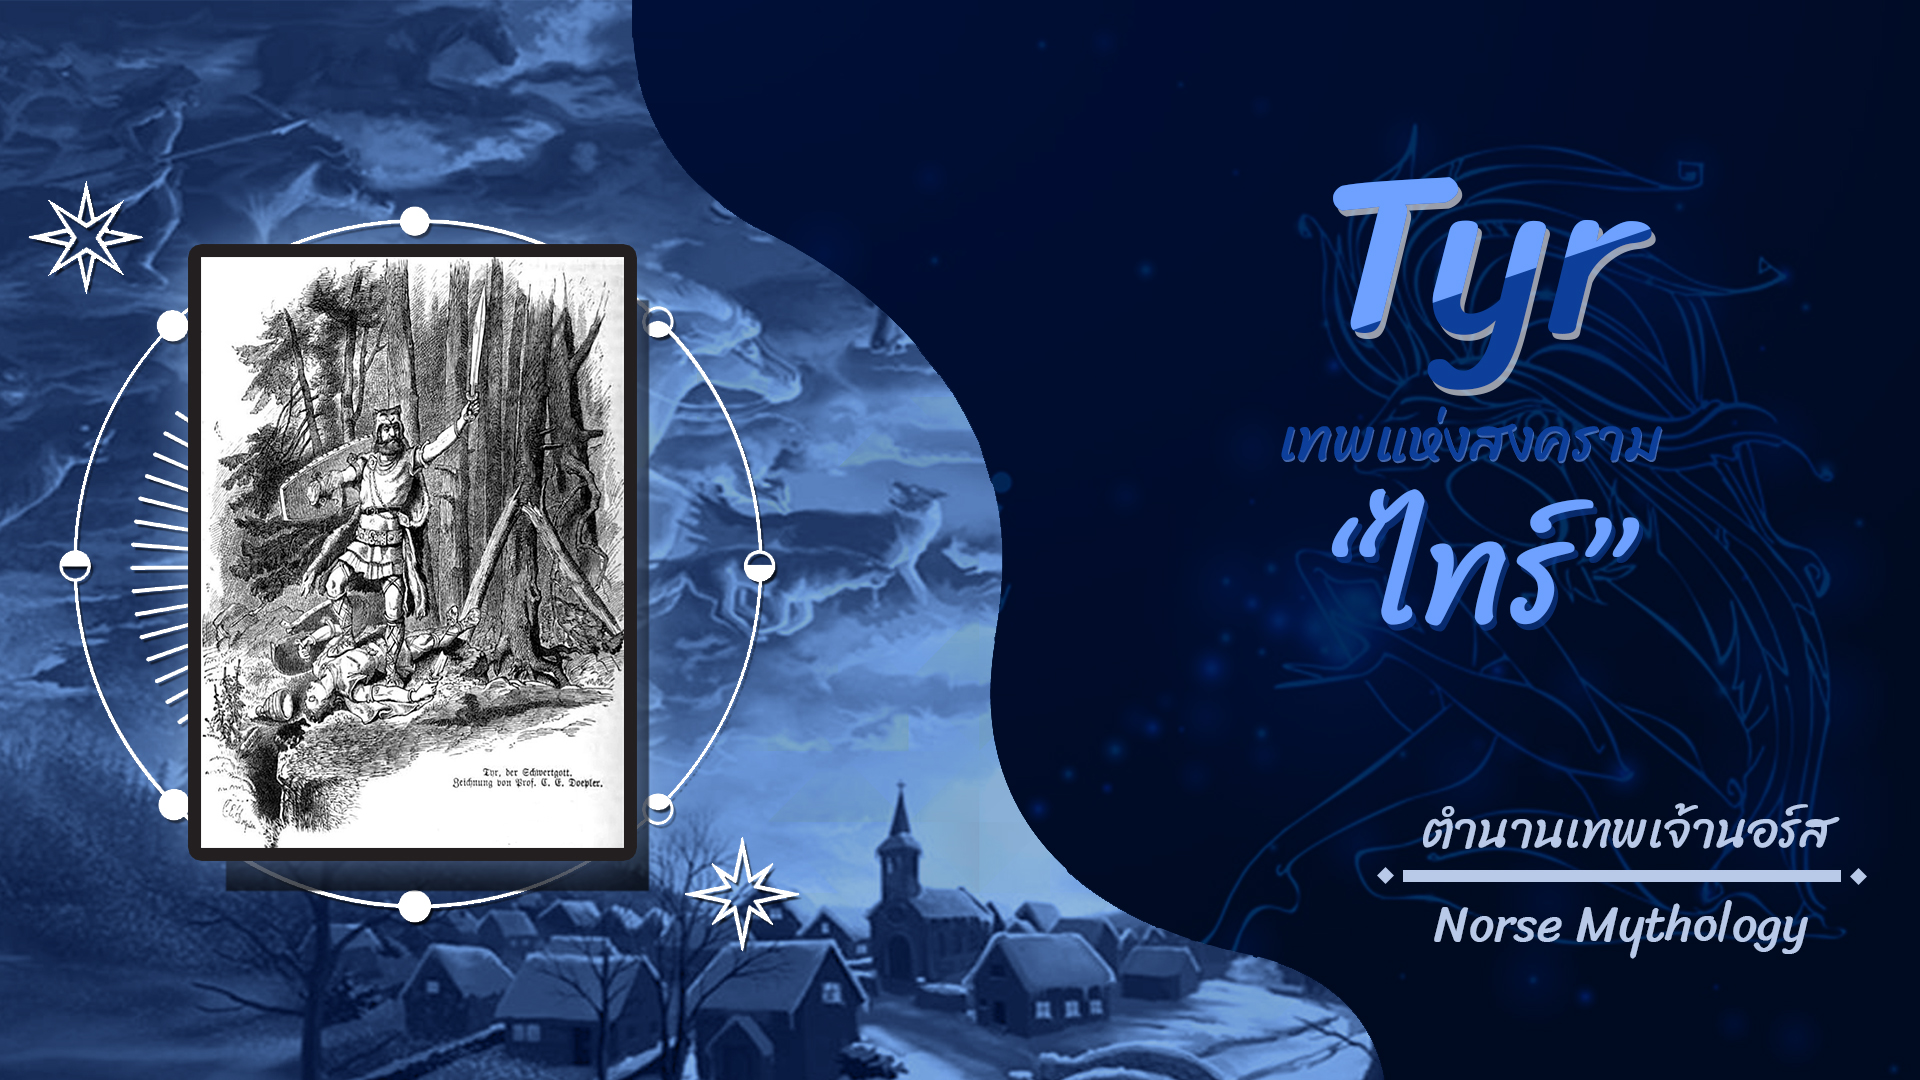 Tyr, der Schwertgott.
Zeichnung von Prof. C. E. Doepler.
Tyr
เทพแห่งสงคราม
“ไทร์”
ตำนานเทพเจ้านอร์ส
Norse Mythology